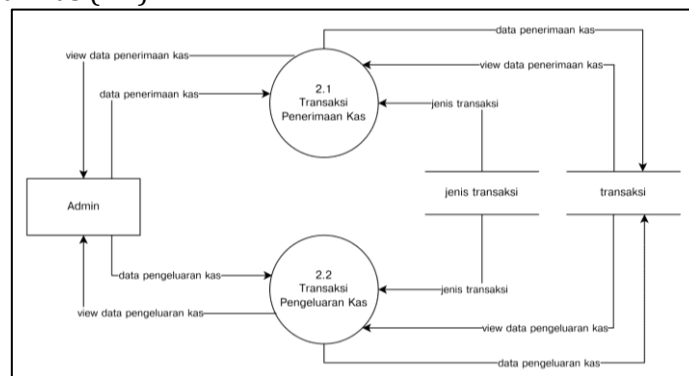 data penerimaan kas
view data penerimaan kas
view data penerimaan kas
data penerimaan kas
2.1
Transaksi
Penerimaan Kas
jenis transaksi
Admin
jenis transaksi
transaksi
data pengeluaran kas
2.2
Transaksi
Pengeluaran Kas
jenis transaksi
view data pengeluaran kas
view data pengeluaran kas
data pengeluaran kas